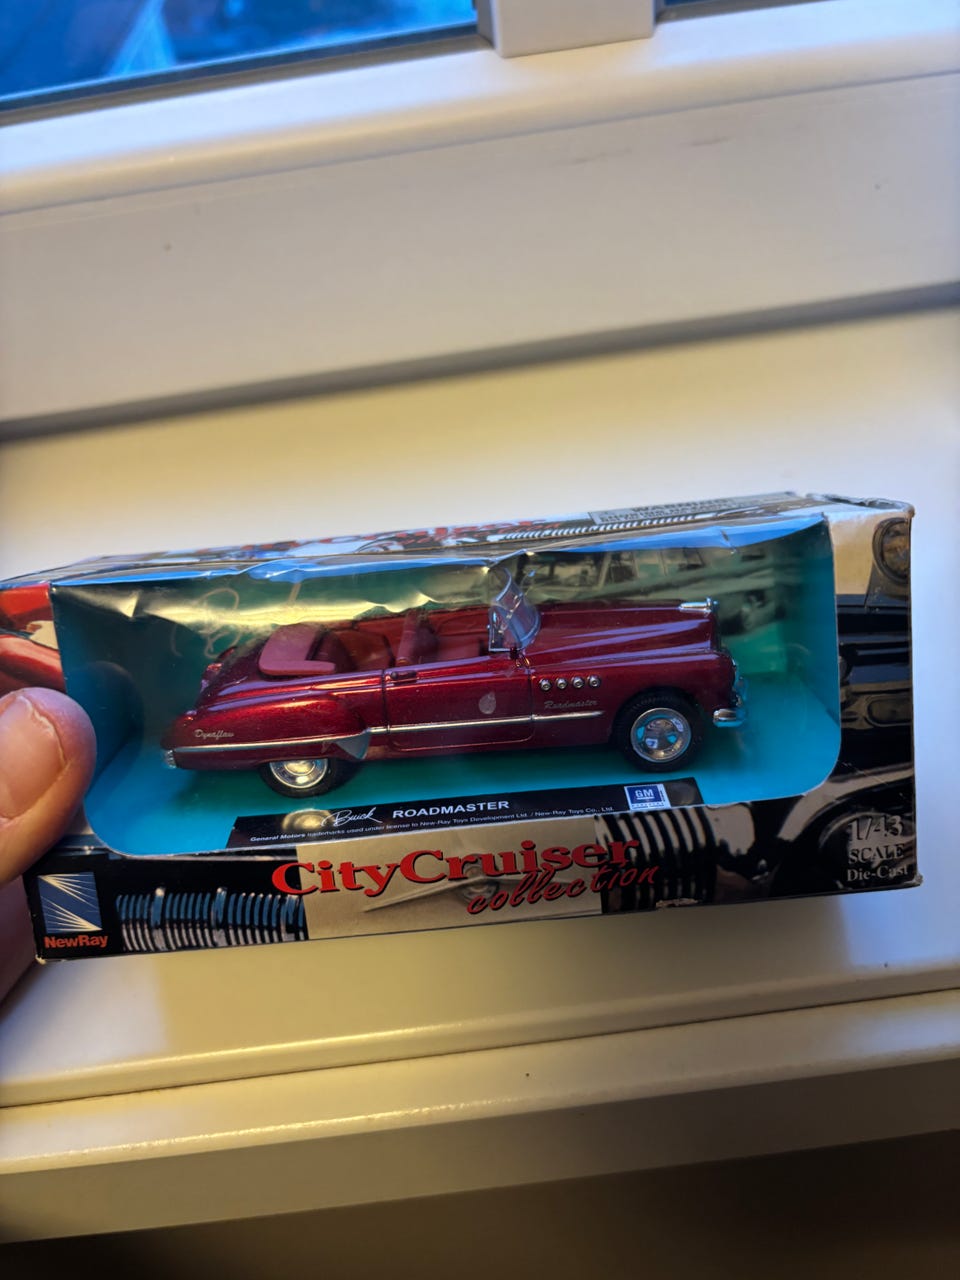 WARNING:
Dynaflow
Roadmaster
Buick ROADMASTER
GM
General Motors trademarks used under license to New-Ray Toys Development Ltd. / New-Ray Toys Co., Ltd.
CityCruiser
collection
1/43
SCALE
Die-Cast
NewRay